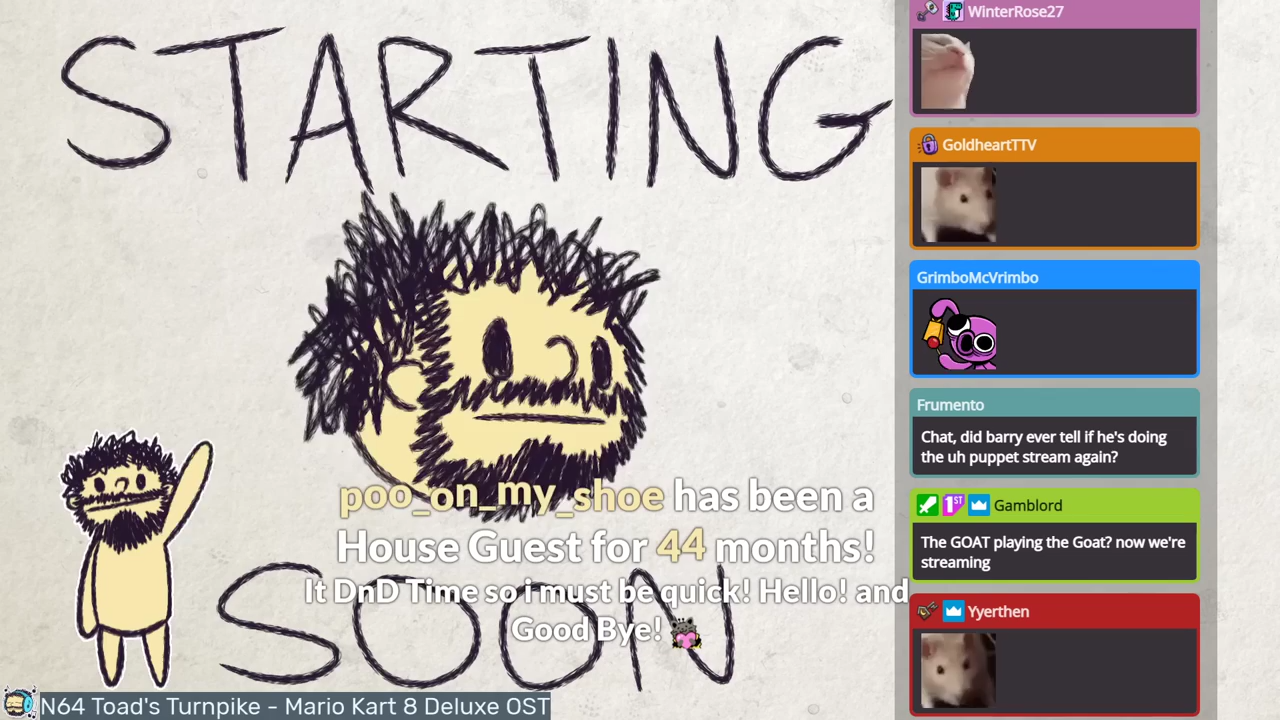 STARTING
SOON
poo_on_my_shoe has been a
House Guest for 44 months!
It DnD Time so i must be quick! Hello! and
Good Bye!
N64 Toad's Turnpike - Mario Kart 8 Deluxe OST
WinterRose27
GoldheartTTV
GrimboMcVrimbo
Frumento
Chat, did barry ever tell if he's doing
the uh puppet stream again?
1ST Gamblord
The GOAT playing the Goat? now we're
streaming
Yyerthen